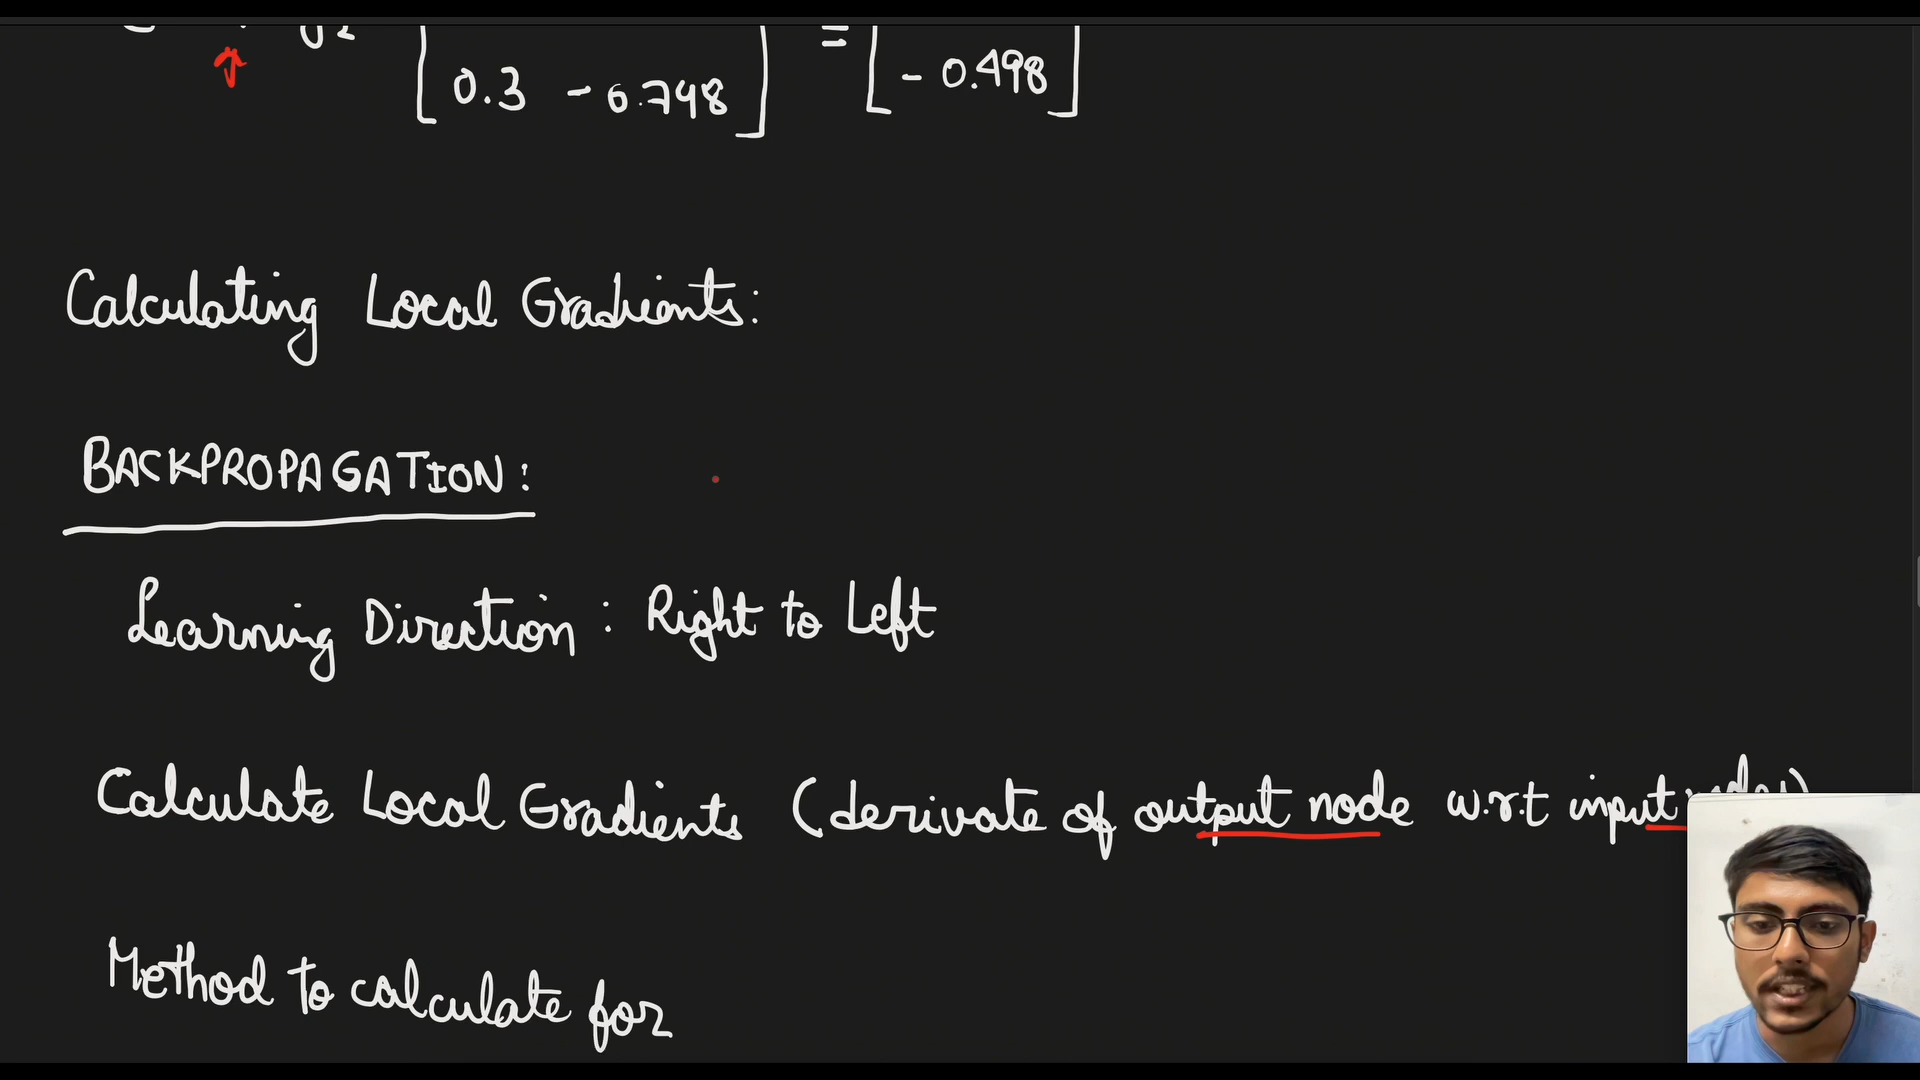 [ 0.3 - 0.748 ] = [ - 0.498 ]
Calculating Local Gradients:
BACKPROPAGATION:
Learning Direction : Right to Left
Calculate Local Gradients (derivate of output node w.r.t input
Method to calculate for